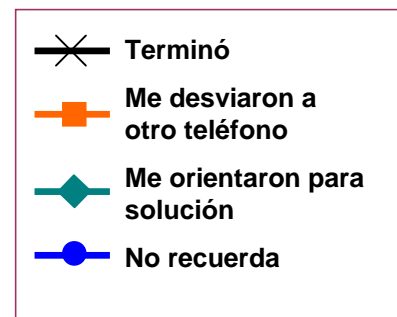 Terminó
Me desviaron a
otro teléfono
Me orientaron para
solución
No recuerda